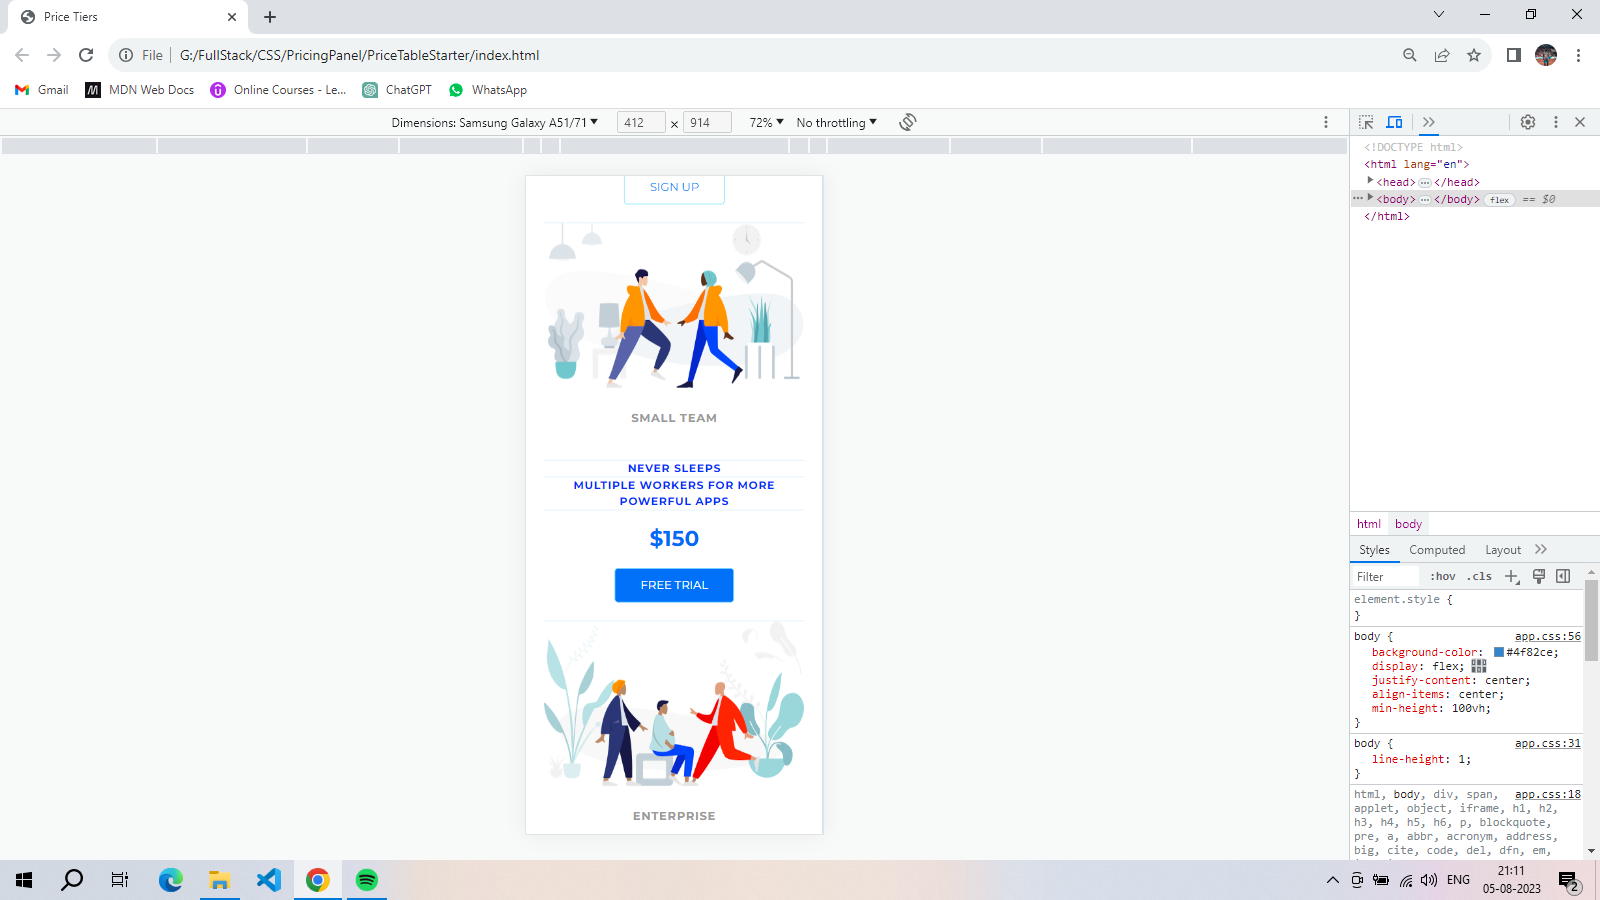 Price Tiers
File
G:/FullStack/CSS/PricingPanel/PriceTableStarter/index.html
Gmail
MDN Web Docs
Online Courses - Le...
ChatGPT
WhatsApp
Dimensions: Samsung Galaxy A51/71
412 x 914
72%
No throttling
<!DOCTYPE html>
<html lang="en">
<head> ... </head>
<body> ... </body> flex == $0
</html>
SIGN UP
SMALL TEAM
NEVER SLEEPS
MULTIPLE WORKERS FOR MORE
POWERFUL APPS
$150
FREE TRIAL
ENTERPRISE
html body
Styles Computed Layout
Filter :hov .cls
element.style {
}
body { app.css:56
background-color: #4f82ce;
display: flex;
justify-content: center;
align-items: center;
min-height: 100vh;
}
body { app.css:31
line-height: 1;
}
html, body, div, span, app.css:18
applet, object, iframe, h1, h2,
h3, h4, h5, h6, p, blockquote,
pre, a, abbr, acronym, address,
big, cite, code, del, dfn, em,
ENG
21:11
05-08-2023
2